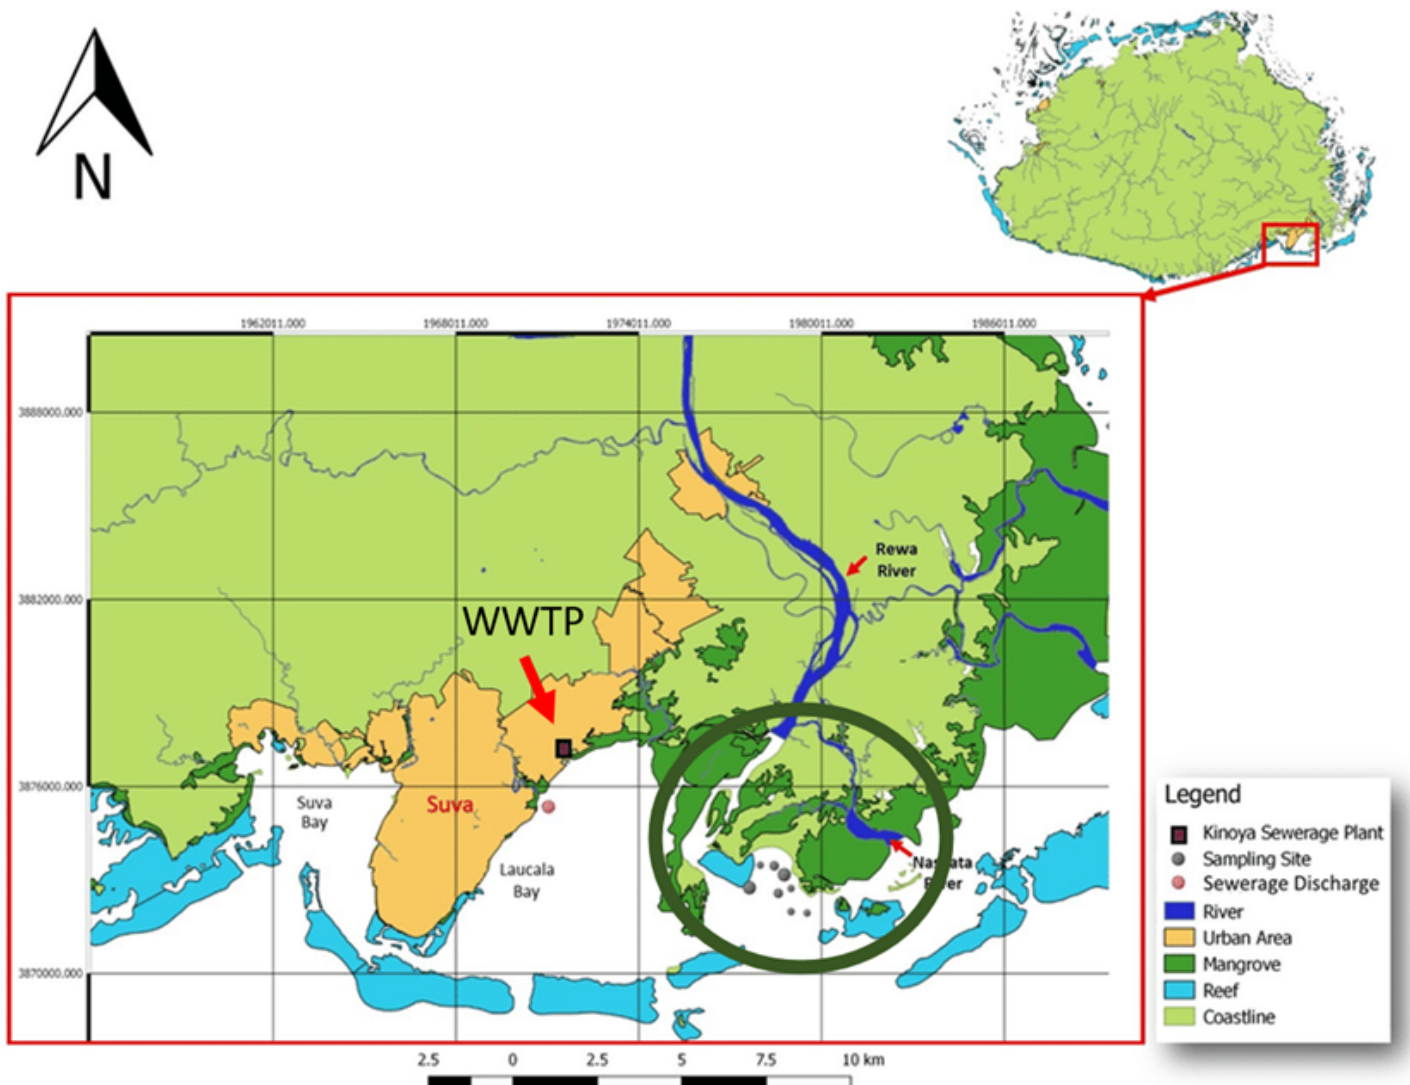 N
1962011.000 1968011.000 1974011.000 1980011.000 1986011.000
3888000.000
3882000.000
3876000.000
3870000.000
Rewa
River
WWTP
Suva
Suva
Bay
Laucala
Bay
River
Legend
Kinoya Sewerage Plant
Sampling Site
Sewerage Discharge
River
Urban Area
Mangrove
Reef
Coastline
2.5 0 2.5 5 7.5 10 km